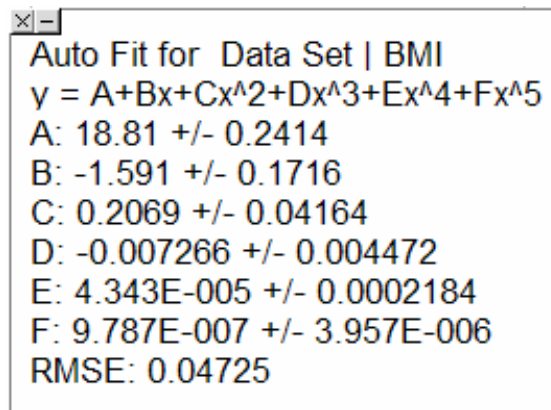 Auto Fit for Data Set | BMI
y = A+Bx+Cx^2+Dx^3+Ex^4+Fx^5
A: 18.81 +/- 0.2414
B: -1.591 +/- 0.1716
C: 0.2069 +/- 0.04164
D: -0.007266 +/- 0.004472
E: 4.343E-005 +/- 0.0002184
F: 9.787E-007 +/- 3.957E-006
RMSE: 0.04725